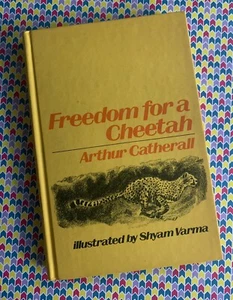 Freedom for a
Cheetah
Arthur Catherall
illustrated by Shyam Varma